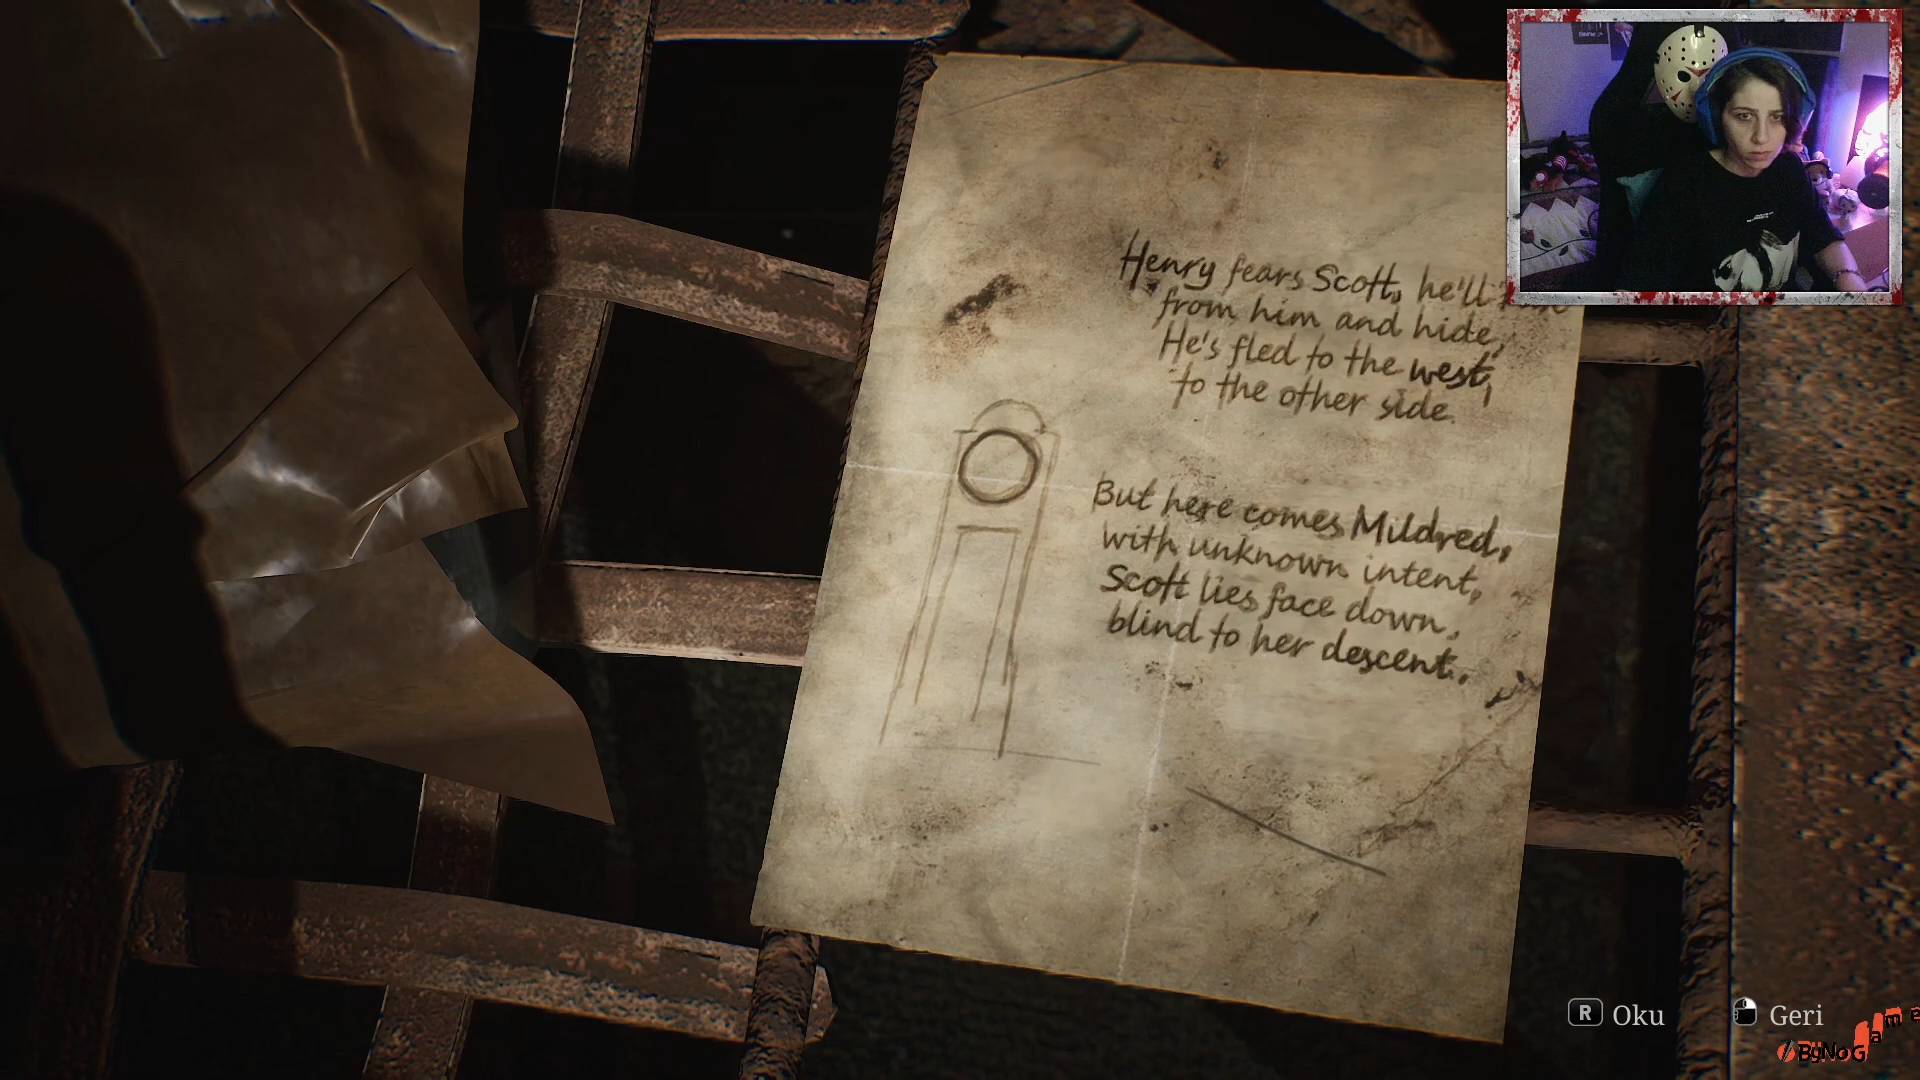 Henry fears Scott, he'll
from him and hide,
He's fled to the west,
to the other side.
But here comes Mildred,
with unknown intent,
Scott lies face down,
blind to her descent.
R Oku
Geri
ByNoGame